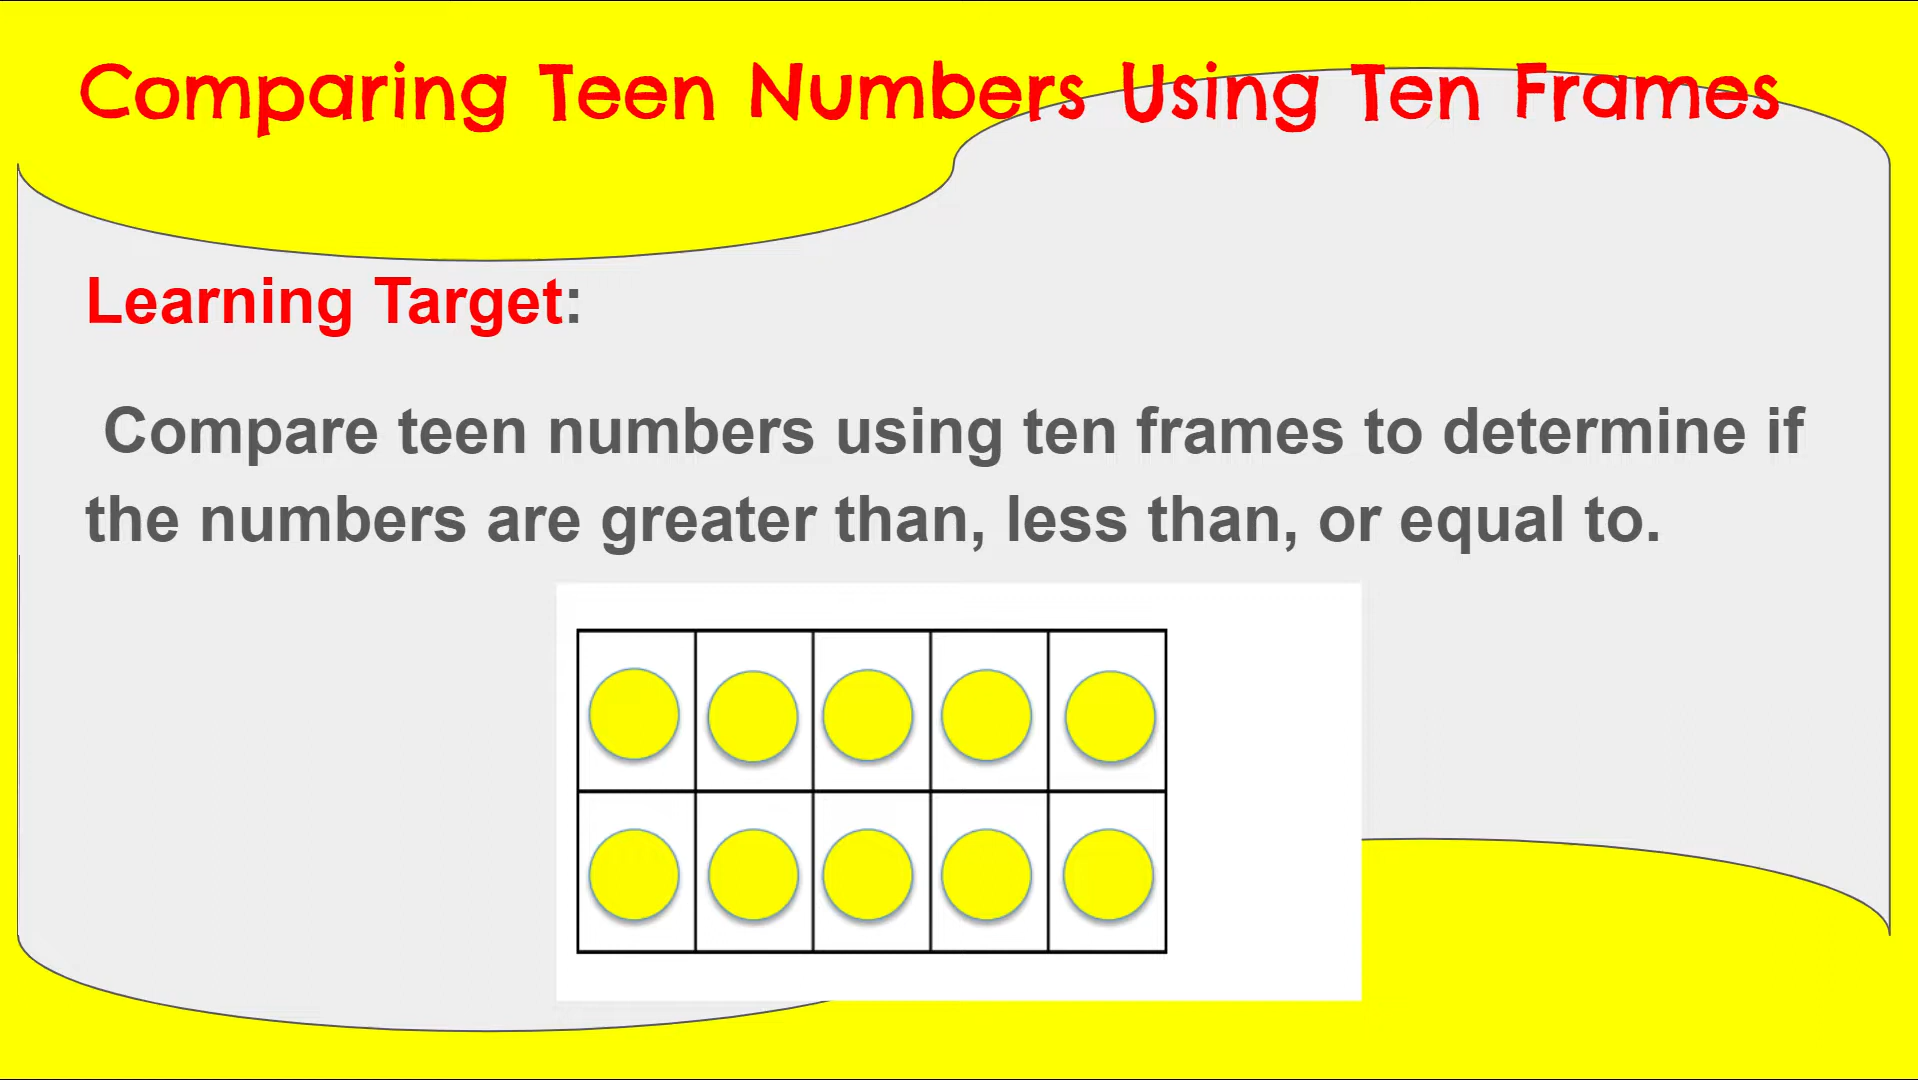 Comparing Teen Numbers Using Ten Frames
Learning Target:
Compare teen numbers using ten frames to determine if
the numbers are greater than, less than, or equal to.